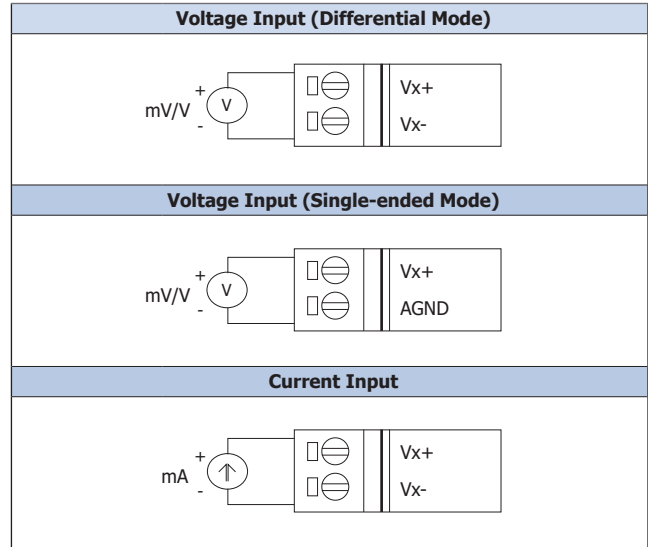 Voltage Input (Differential Mode)
+
mV/V
V
-
Vx+
Vx-
Voltage Input (Single-ended Mode)
+
mV/V
V
-
Vx+
AGND
Current Input
+
mA
-
Vx+
Vx-